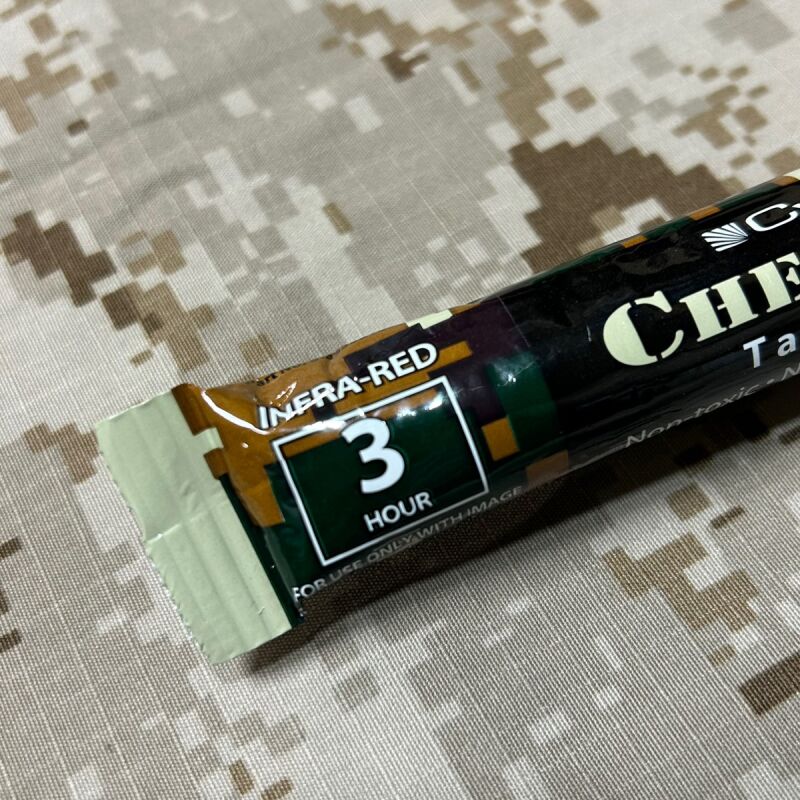 INFRA-RED
3
HOUR
FOR USE ONLY WITH IMAGE
C
CHE
Ta
Non-toxic • N